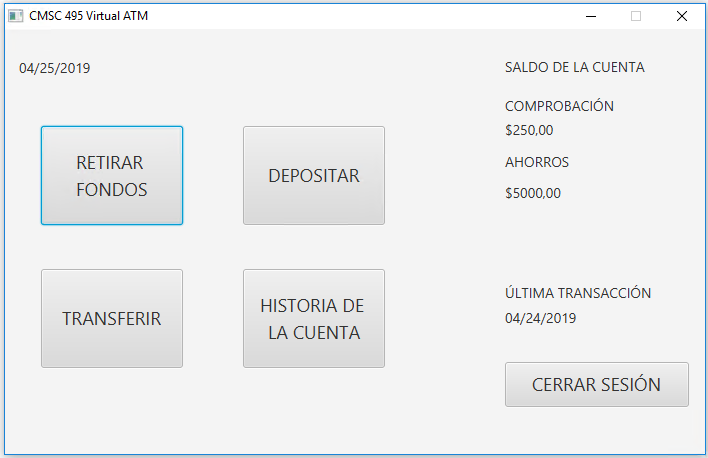 CMSC 495 Virtual ATM
04/25/2019
RETIRAR
FONDOS
DEPOSITAR
TRANSFERIR
HISTORIA DE
LA CUENTA
SALDO DE LA CUENTA
COMPROBACIÓN
$250,00
AHORROS
$5000,00
ÚLTIMA TRANSACCIÓN
04/24/2019
CERRAR SESIÓN